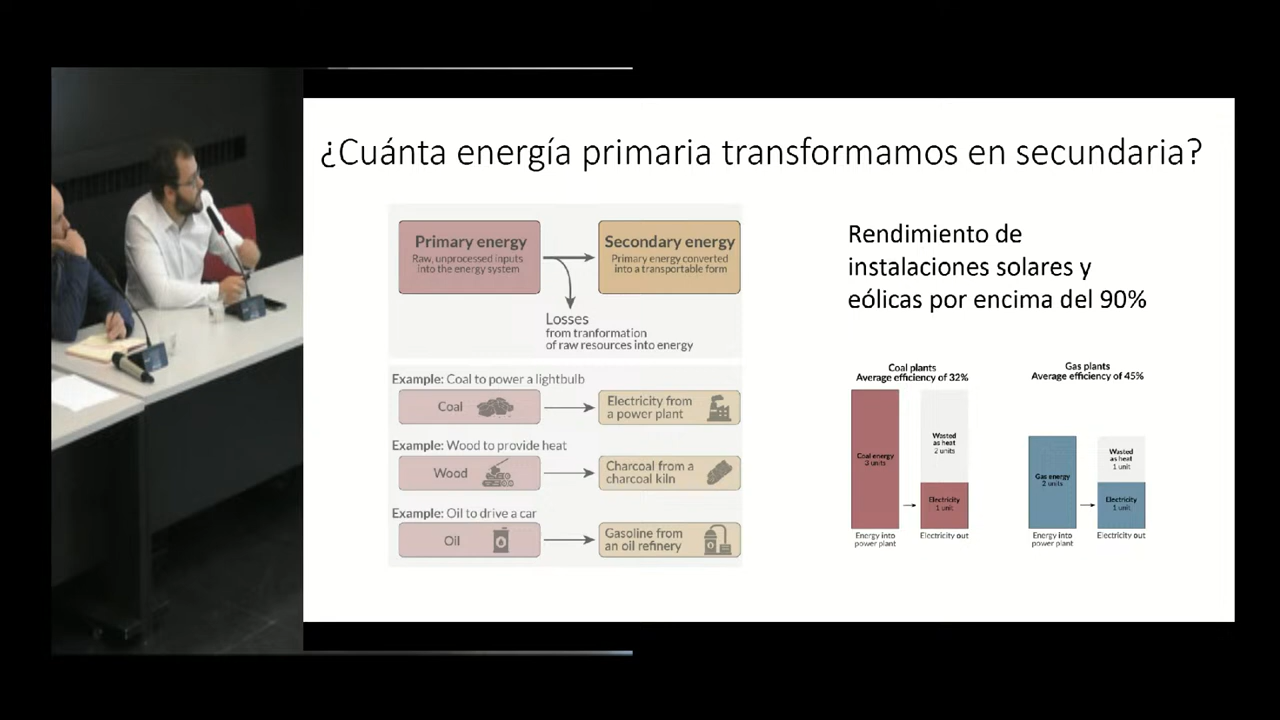 ¿Cuánta energía primaria transformamos en secundaria?
Primary energy
Raw, unprocessed inputs
into the energy system
Secondary energy
Primary energy converted
into a transportable form
Losses
from tranformation
of raw resources into energy
Example: Coal to power a lightbulb
Coal
Electricity from
a power plant
Example: Wood to provide heat
Wood
Charcoal from a
charcoal kiln
Example: Oil to drive a car
Oil
Gasoline from
an oil refinery
Rendimiento de
instalaciones solares y
eólicas por encima del 90%
Coal plants
Average efficiency of 32%
Coal energy
3 units
Wasted
as heat
2 units
Electricity
1 unit
Energy into
power plant
Electricity out
Gas plants
Average efficiency of 45%
Gas energy
2 units
Wasted
as heat
1 unit
Electricity
1 unit
Energy into
power plant
Electricity out